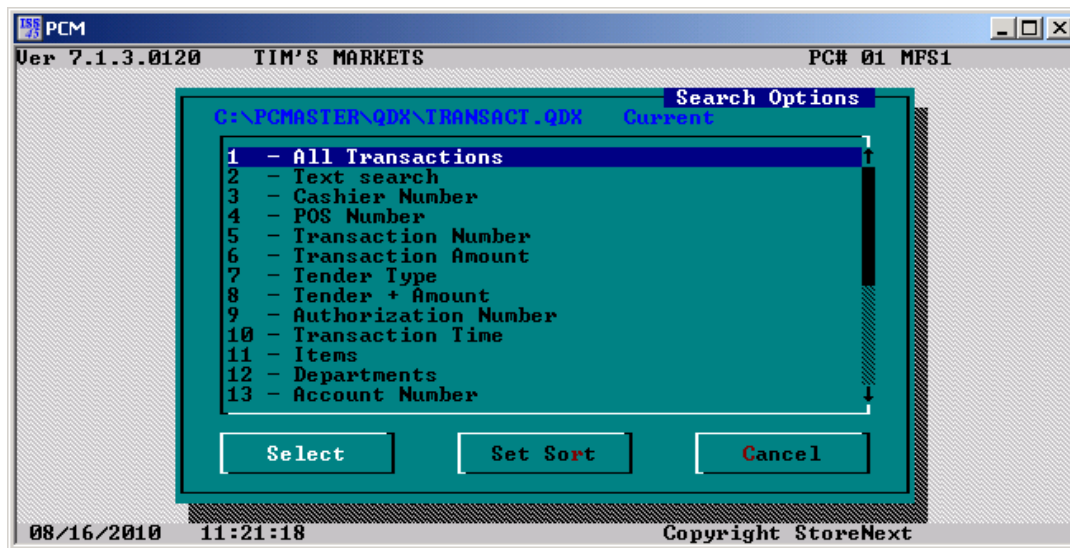 ISS 45 PCM
Ver 7.1.3.0120 TIM'S MARKETS PC# 01 MFS1
Search Options
C:\PCMASTER\QDX\TRANSACT.QDX Current
1 - All Transactions
2 - Text search
3 - Cashier Number
4 - POS Number
5 - Transaction Number
6 - Transaction Amount
7 - Tender Type
8 - Tender + Amount
9 - Authorization Number
10 - Transaction Time
11 - Items
12 - Departments
13 - Account Number
Select Set Sort Cancel
08/16/2010 11:21:18 Copyright StoreNext